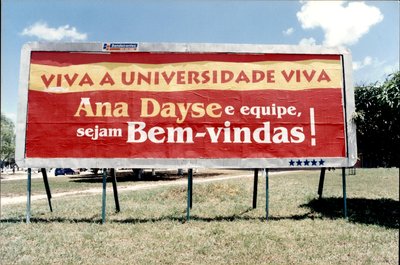 VIVA A UNIVERSIDADE VIVA
Ana Dayse e equipe,
sejam Bem-vindas!